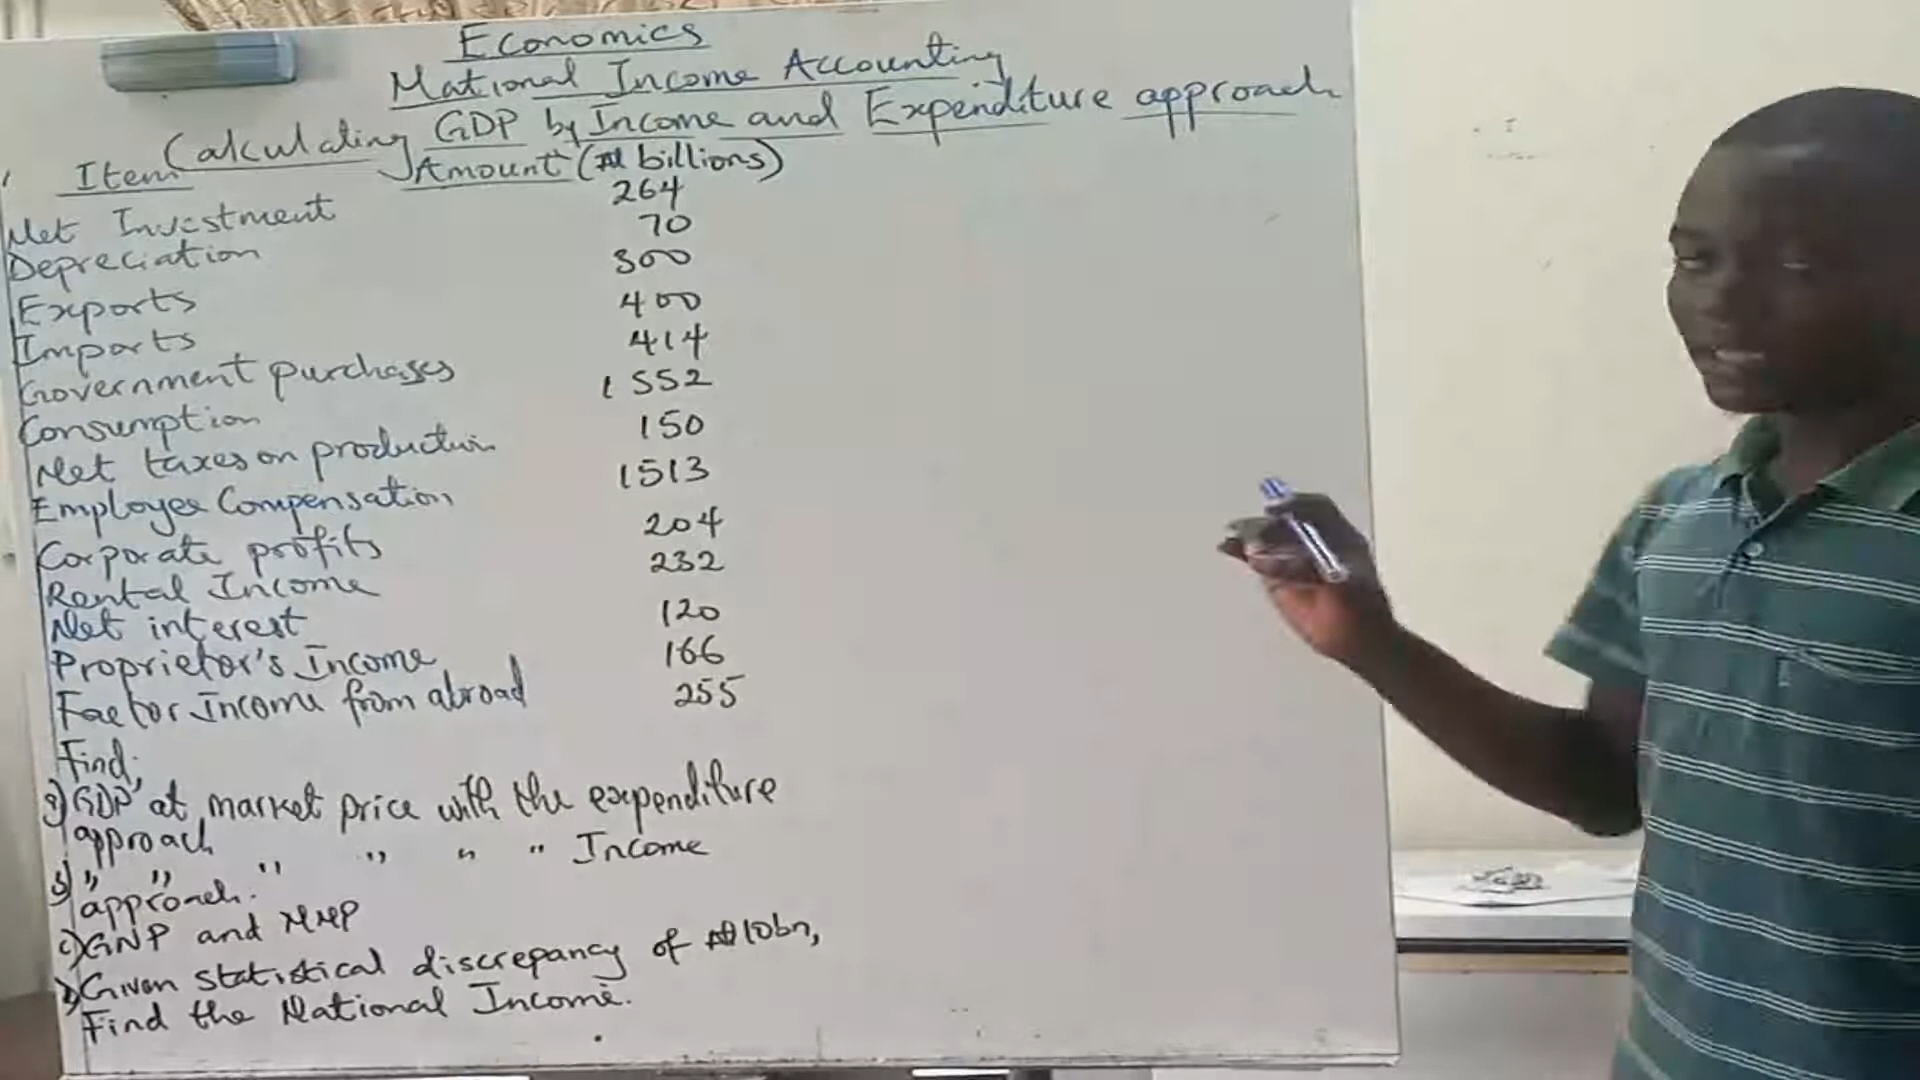 Economics
National Income Accounting
Calculating GDP by Income and Expenditure approach
Item Amount (₦ billions)
Net Investment 264
Depreciation 70
Exports 300
Imports 400
Government purchases 414
Consumption 1552
Net taxes on production 150
Employee Compensation 1513
Corporate profits 204
Rental Income 232
Net interest 120
Proprietor's Income 166
Factor Income from abroad 255
Find;
a) GDP at market price with the expenditure
approach
b) " " " " " " Income
approach.
c) GNP and NNP
d) Given statistical discrepancy of ₦10bn,
Find the National Income.